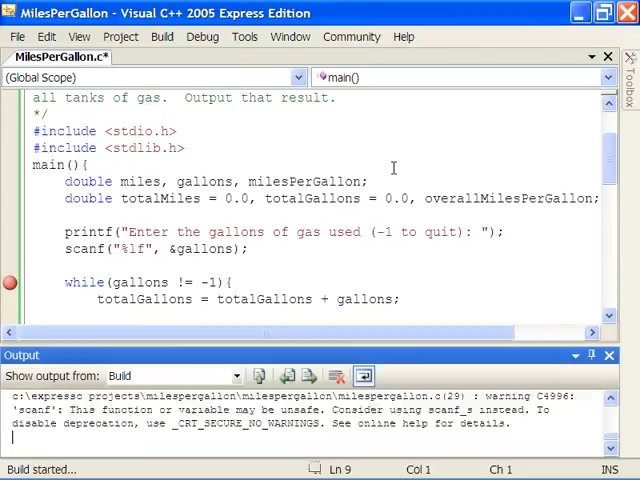 MilesPerGallon - Visual C++ 2005 Express Edition
File Edit View Project Build Debug Tools Window Community Help
MilesPerGallon.c*
(Global Scope) main()
Toolbox
all tanks of gas.  Output that result.
*/
#include <stdio.h>
#include <stdlib.h>
main(){
double miles, gallons, milesPerGallon;
double totalMiles = 0.0, totalGallons = 0.0, overallMilesPerGallon;
printf("Enter the gallons of gas used (-1 to quit): ");
scanf("%lf", &gallons);
while(gallons != -1){
totalGallons = totalGallons + gallons;
Output
Show output from: Build
c:\expressc projects\milespergallon\milespergallon\milespergallon.c(29) : warning C4996:
'scanf': This function or variable may be unsafe. Consider using scanf_s instead. To
disable deprecation, use _CRT_SECURE_NO_WARNINGS. See online help for details.
Build started... Ln 9 Col 1 Ch 1 INS